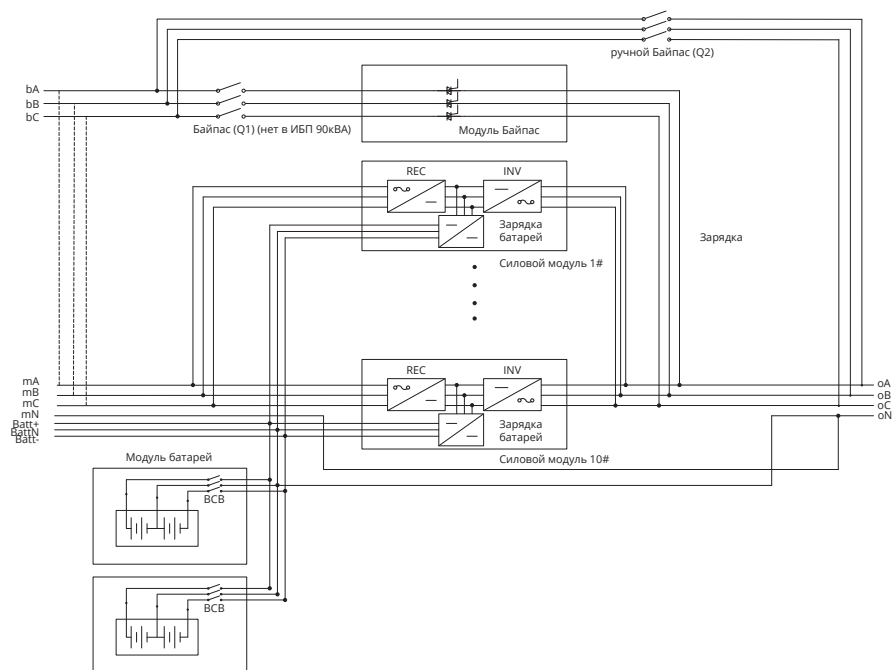 ручной Байпас (Q2)
bA
bB
bC
Байпас (Q1) (нет в ИБП 90кВА)
Модуль Байпас
REC
INV
Зарядка
батарей
Зарядка
Силовой модуль 1#
mA
mB
mC
mN
Batt+
BattN
Batt-
REC
INV
Зарядка
батарей
oA
oB
oC
oN
Силовой модуль 10#
Модуль батарей
BCB
BCB